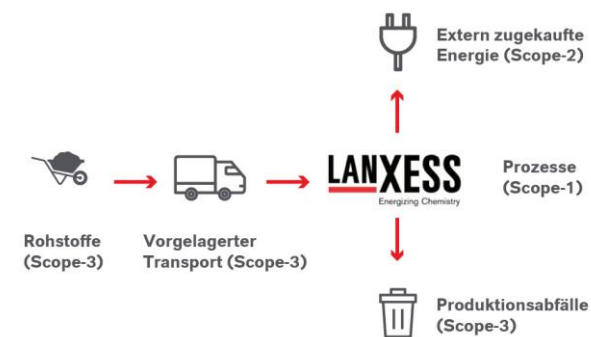 Extern zugekaufte
Energie (Scope-2)
LANXESS
Energizing Chemistry
Prozesse
(Scope-1)
Rohstoffe
(Scope-3)
Vorgelagerter
Transport (Scope-3)
Produktionsabfälle
(Scope-3)